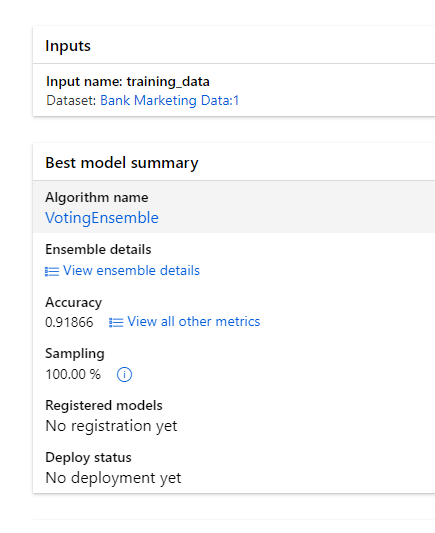 Inputs
Input name: training_data
Dataset: Bank Marketing Data:1
Best model summary
Algorithm name
VotingEnsemble
Ensemble details
View ensemble details
Accuracy
0.91866 View all other metrics
Sampling
100.00 %
Registered models
No registration yet
Deploy status
No deployment yet